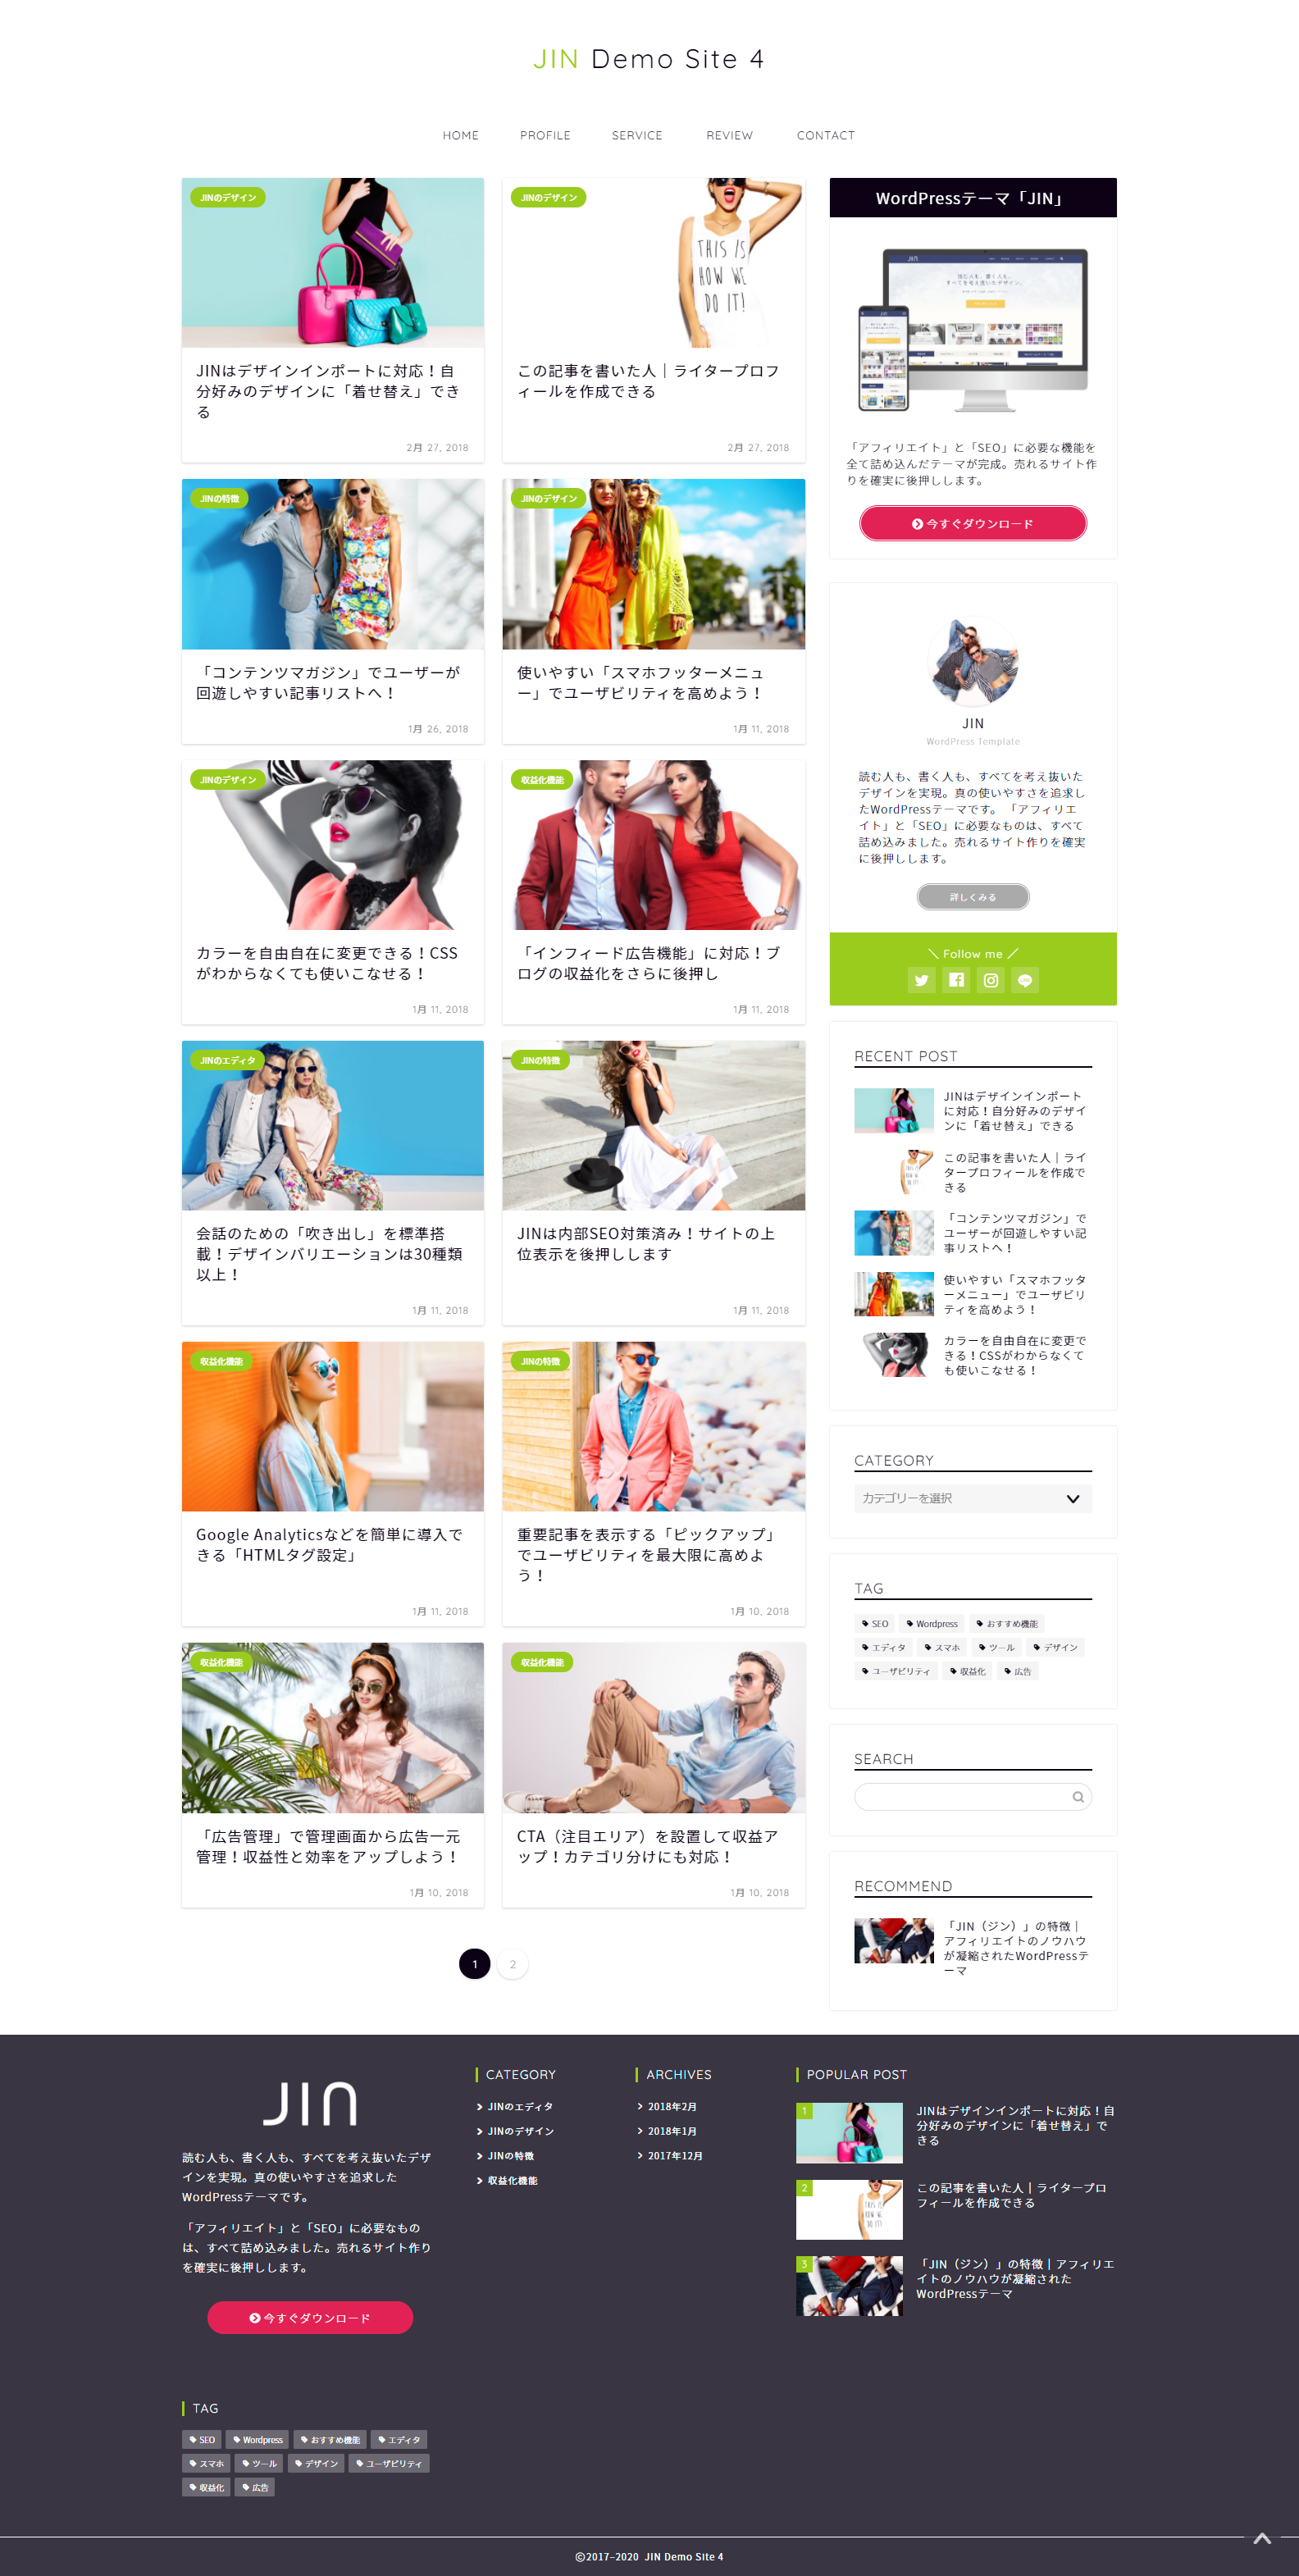 JIN Demo Site 4
HOME
PROFILE
SERVICE
REVIEW
CONTACT
JINのデザイン
JINはデザインインポートに対応！自
分好みのデザインに「着せ替え」でき
る
2月 27, 2018
JINのデザイン
THIS IS
HOW WE
DO IT!
この記事を書いた人｜ライタープロフ
ィールを作成できる
2月 27, 2018
JINの特徴
「コンテンツマガジン」でユーザーが
回遊しやすい記事リストへ！
1月 26, 2018
JINのデザイン
使いやすい「スマホフッターメニュ
ー」でユーザビリティを高めよう！
1月 11, 2018
JINのデザイン
カラーを自由自在に変更できる！CSS
がわからなくても使いこなせる！
1月 11, 2018
収益化機能
「インフィード広告機能」に対応！ブ
ログの収益化をさらに後押し
1月 11, 2018
JINのエディタ
会話のための「吹き出し」を標準搭
載！デザインバリエーションは30種類
以上！
1月 11, 2018
JINの特徴
JINは内部SEO対策済み！サイトの上
位表示を後押しします
1月 11, 2018
収益化機能
Google Analyticsなどを簡単に導入で
きる「HTMLタグ設定」
1月 11, 2018
JINの特徴
重要記事を表示する「ピックアップ」
でユーザビリティを最大限に高めよ
う！
1月 10, 2018
収益化機能
「広告管理」で管理画面から広告一元
管理！収益性と効率をアップしよう！
1月 10, 2018
収益化機能
CTA（注目エリア）を設置して収益ア
ップ！カテゴリ分けにも対応！
1月 10, 2018
1
2
WordPressテーマ「JIN」
JIN
読む人も、書く人も、
すべてを考え抜いたデザイン。
「アフィリエイト」と「SEO」に必要な機能を
全て詰め込んだテーマが完成。売れるサイト作
りを確実に後押しします。
今すぐダウンロード
JIN
WordPress Template
読む人も、書く人も、すべてを考え抜いた
デザインを実現。真の使いやすさを追求し
たWordPressテーマです。 「アフィリエ
イト」と「SEO」に必要なものは、すべて
詰め込みました。売れるサイト作りを確実
に後押しします。
詳しくみる
＼ Follow me ／
RECENT POST
JINはデザインインポート
に対応！自分好みのデザイ
ンに「着せ替え」できる
この記事を書いた人｜ライ
タープロフィールを作成で
きる
「コンテンツマガジン」で
ユーザーが回遊しやすい記
事リストへ！
使いやすい「スマホフッタ
ーメニュー」でユーザビリ
ティを高めよう！
カラーを自由自在に変更で
きる！CSSがわからなくて
も使いこなせる！
CATEGORY
カテゴリーを選択
TAG
SEO
Wordpress
おすすめ機能
エディタ
スマホ
ツール
デザイン
ユーザビリティ
収益化
広告
SEARCH
RECOMMEND
「JIN（ジン）」の特徴｜
アフィリエイトのノウハウ
が凝縮されたWordPressテ
ーマ
JIN
読む人も、書く人も、すべてを考え抜いたデザ
インを実現。真の使いやすさを追求した
WordPressテーマです。
「アフィリエイト」と「SEO」に必要なもの
は、すべて詰め込みました。売れるサイト作り
を確実に後押しします。
今すぐダウンロード
CATEGORY
JINのエディタ
JINのデザイン
JINの特徴
収益化機能
ARCHIVES
2018年2月
2018年1月
2017年12月
POPULAR POST
1
JINはデザインインポートに対応！自
分好みのデザインに「着せ替え」で
きる
2
この記事を書いた人｜ライタープロ
フィールを作成できる
3
「JIN（ジン）」の特徴｜アフィリエ
イトのノウハウが凝縮された
WordPressテーマ
TAG
SEO
Wordpress
おすすめ機能
エディタ
スマホ
ツール
デザイン
ユーザビリティ
収益化
広告
©2017–2020 JIN Demo Site 4